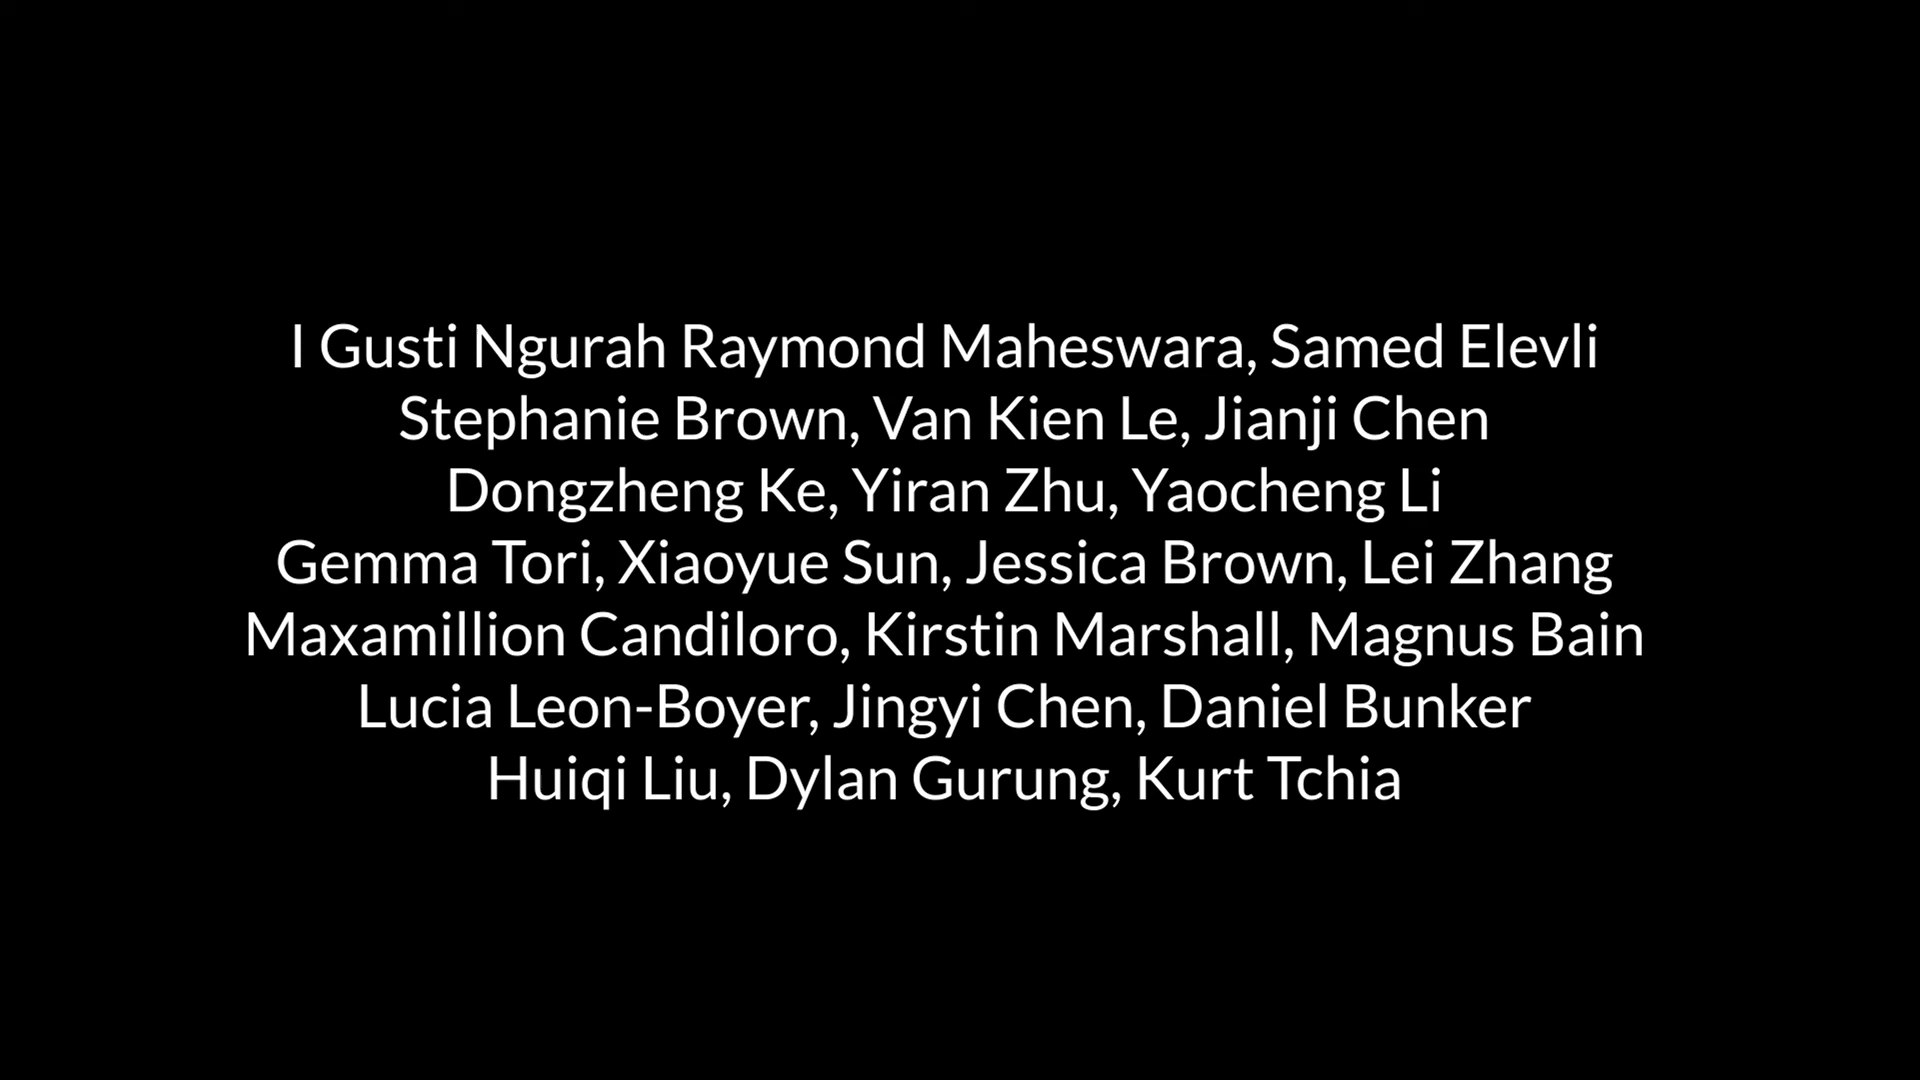 I Gusti Ngurah Raymond Maheswara, Samed Elevli
Stephanie Brown, Van Kien Le, Jianji Chen
Dongzheng Ke, Yiran Zhu, Yaocheng Li
Gemma Tori, Xiaoyue Sun, Jessica Brown, Lei Zhang
Maxamillion Candiloro, Kirstin Marshall, Magnus Bain
Lucia Leon-Boyer, Jingyi Chen, Daniel Bunker
Huiqi Liu, Dylan Gurung, Kurt Tchia